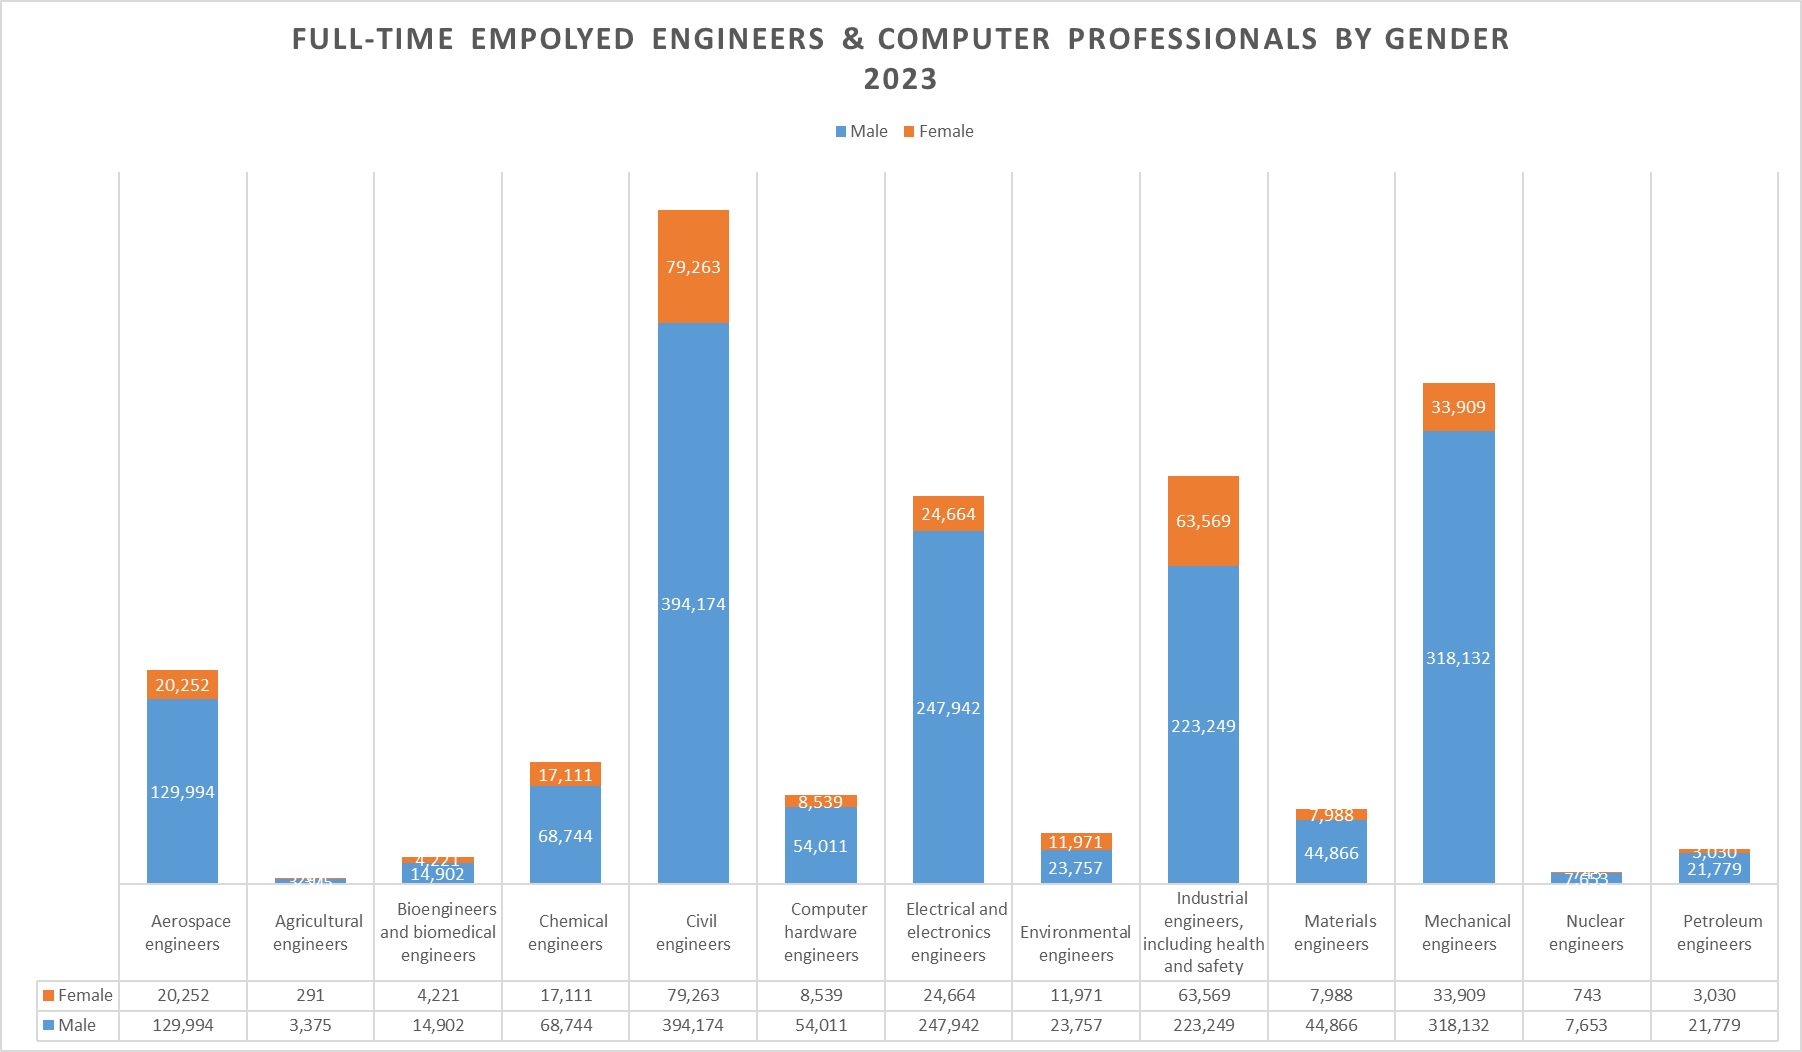 FULL-TIME EMPOLYED ENGINEERS & COMPUTER PROFESSIONALS BY GENDER
2023
Male Female
79,263
394,174
33,909
318,132
63,569
223,249
24,664
247,942
20,252
129,994
17,111
68,744
8,539
54,011
7,988
44,866
11,971
23,757
4,221
14,902
3,030
21,779
7,653
Aerospace
engineers
Agricultural
engineers
Bioengineers
and biomedical
engineers
Chemical
engineers
Civil
engineers
Computer
hardware
engineers
Electrical and
electronics
engineers
Environmental
engineers
Industrial
engineers,
including health
and safety
Materials
engineers
Mechanical
engineers
Nuclear
engineers
Petroleum
engineers
Female 20,252 291 4,221 17,111 79,263 8,539 24,664 11,971 63,569 7,988 33,909 743 3,030
Male 129,994 3,375 14,902 68,744 394,174 54,011 247,942 23,757 223,249 44,866 318,132 7,653 21,779